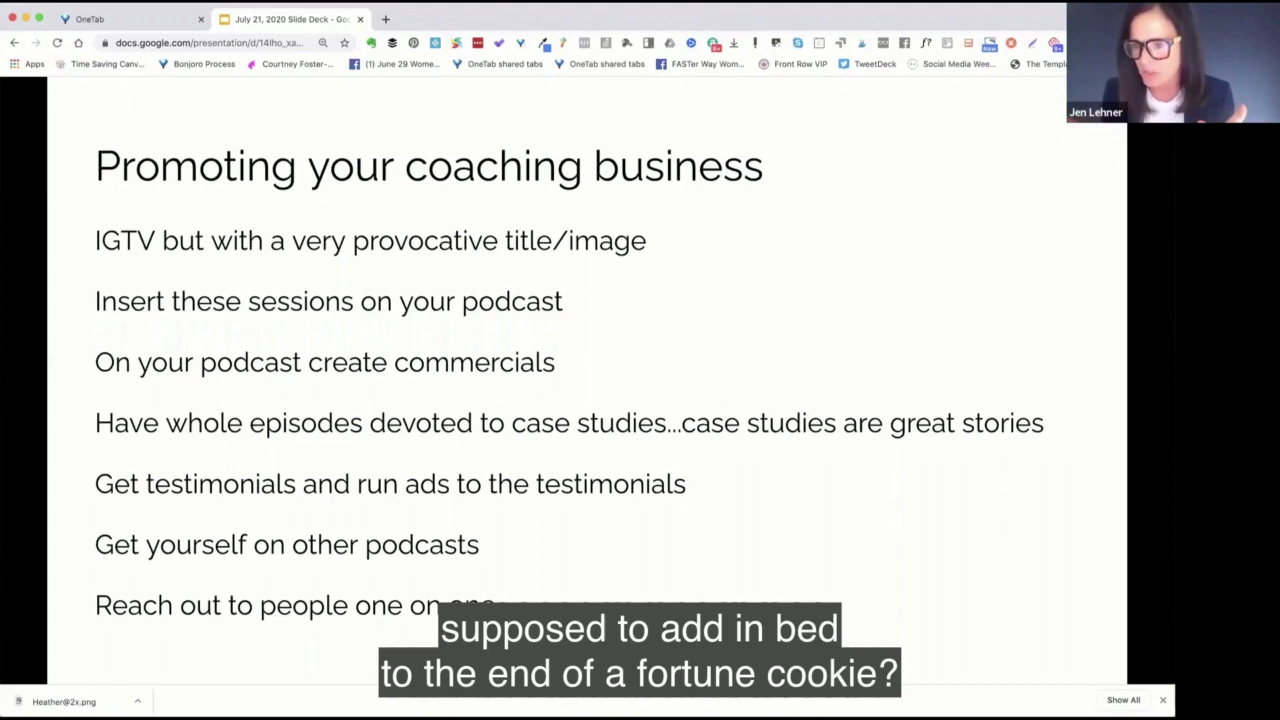 OneTab
July 21, 2020 Slide Deck - Goo
docs.google.com/presentation/d/14lho_xa...
Apps
Time Saving Canv...
Bonjoro Process
Courtney Foster-...
(1) June 29 Wome...
OneTab shared tabs
OneTab shared tabs
FASTer Way Wom...
Front Row VIP
TweetDeck
Social Media Wee...
The Templ
Jen Lehner
Promoting your coaching business
IGTV but with a very provocative title/image
Insert these sessions on your podcast
On your podcast create commercials
Have whole episodes devoted to case studies...case studies are great stories
Get testimonials and run ads to the testimonials
Get yourself on other podcasts
Reach out to people one on
supposed to add in bed
to the end of a fortune cookie?
Heather@2x.png
Show All